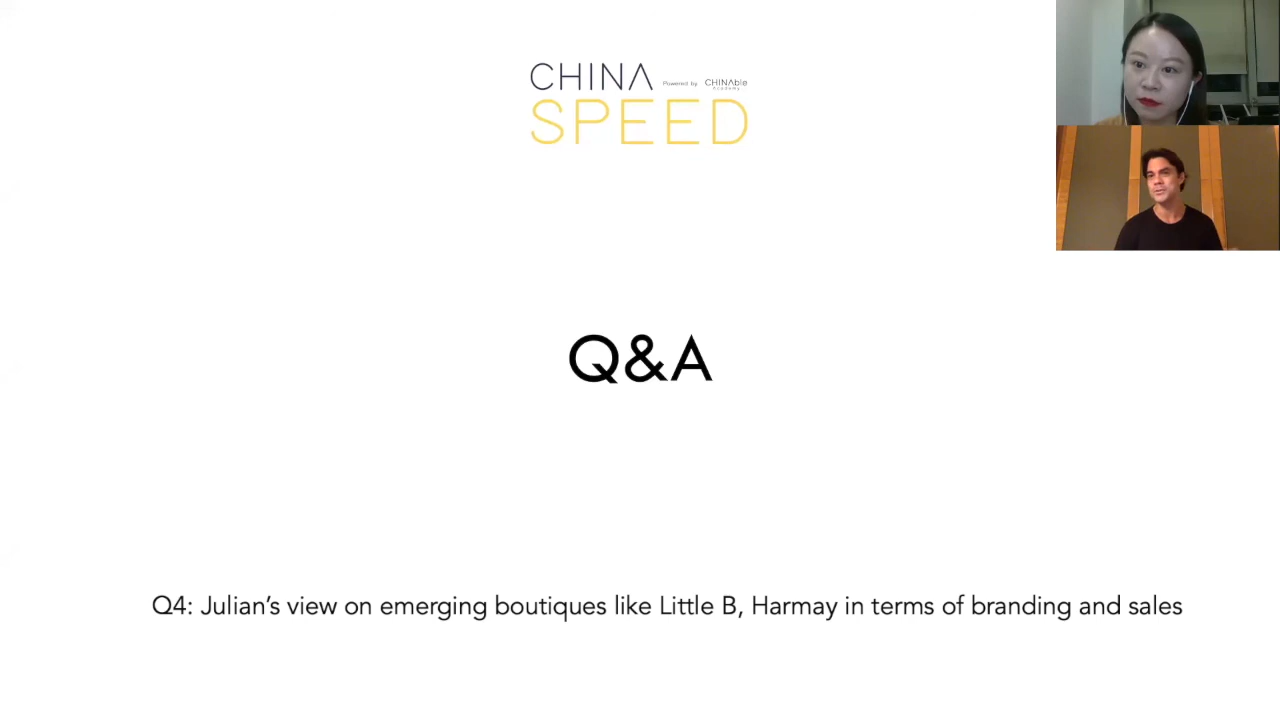 CHINA Powered by CHINAble
Academy
SPEED
Q&A
Q4: Julian’s view on emerging boutiques like Little B, Harmay in terms of branding and sales